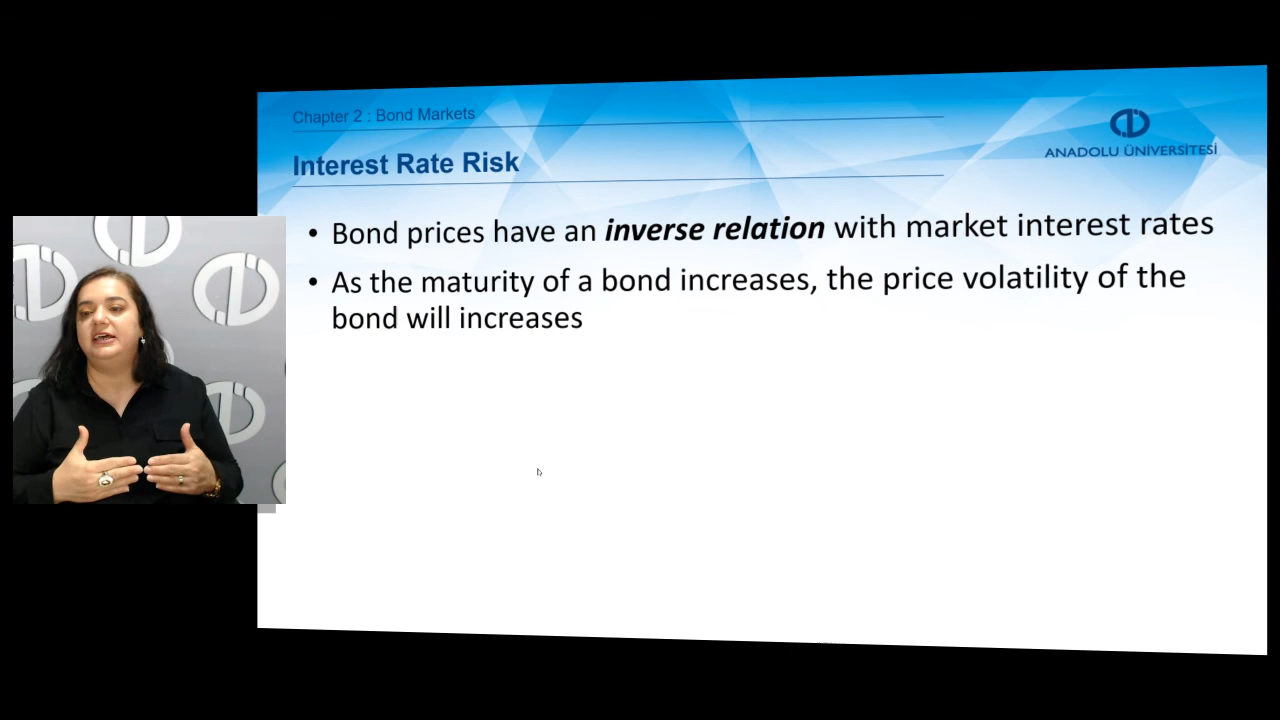 Chapter 2 : Bond Markets
ANADOLU ÜNİVERSİTESİ
Interest Rate Risk
• Bond prices have an inverse relation with market interest rates
• As the maturity of a bond increases, the price volatility of the
bond will increases